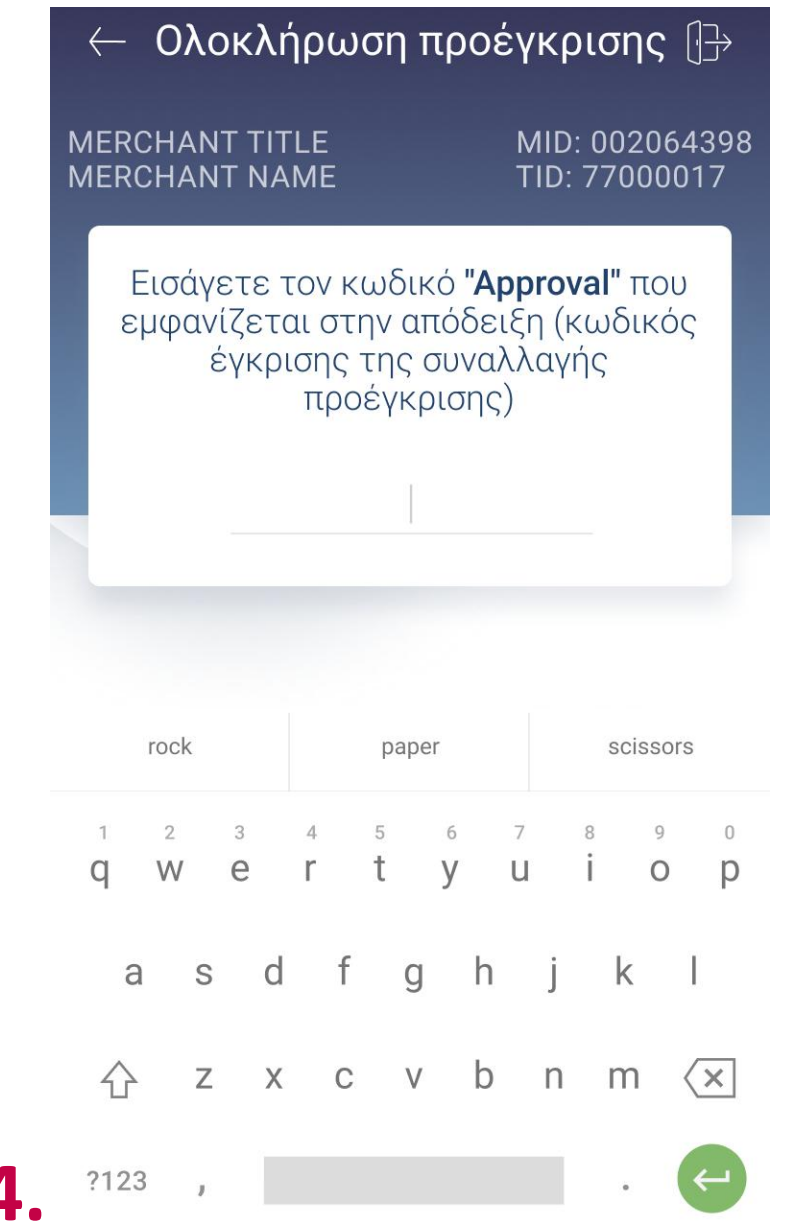 Ολοκλήρωση προέγκρισης
MERCHANT TITLE MID: 002064398
MERCHANT NAME TID: 77000017
Εισάγετε τον κωδικό "Approval" που
εμφανίζεται στην απόδειξη (κωδικός
έγκρισης της συναλλαγής
προέγκρισης)
rock paper scissors
1 2 3 4 5 6 7 8 9 0
q w e r t y u i o p
a s d f g h j k l
z x c v b n m
?123 , .
4.